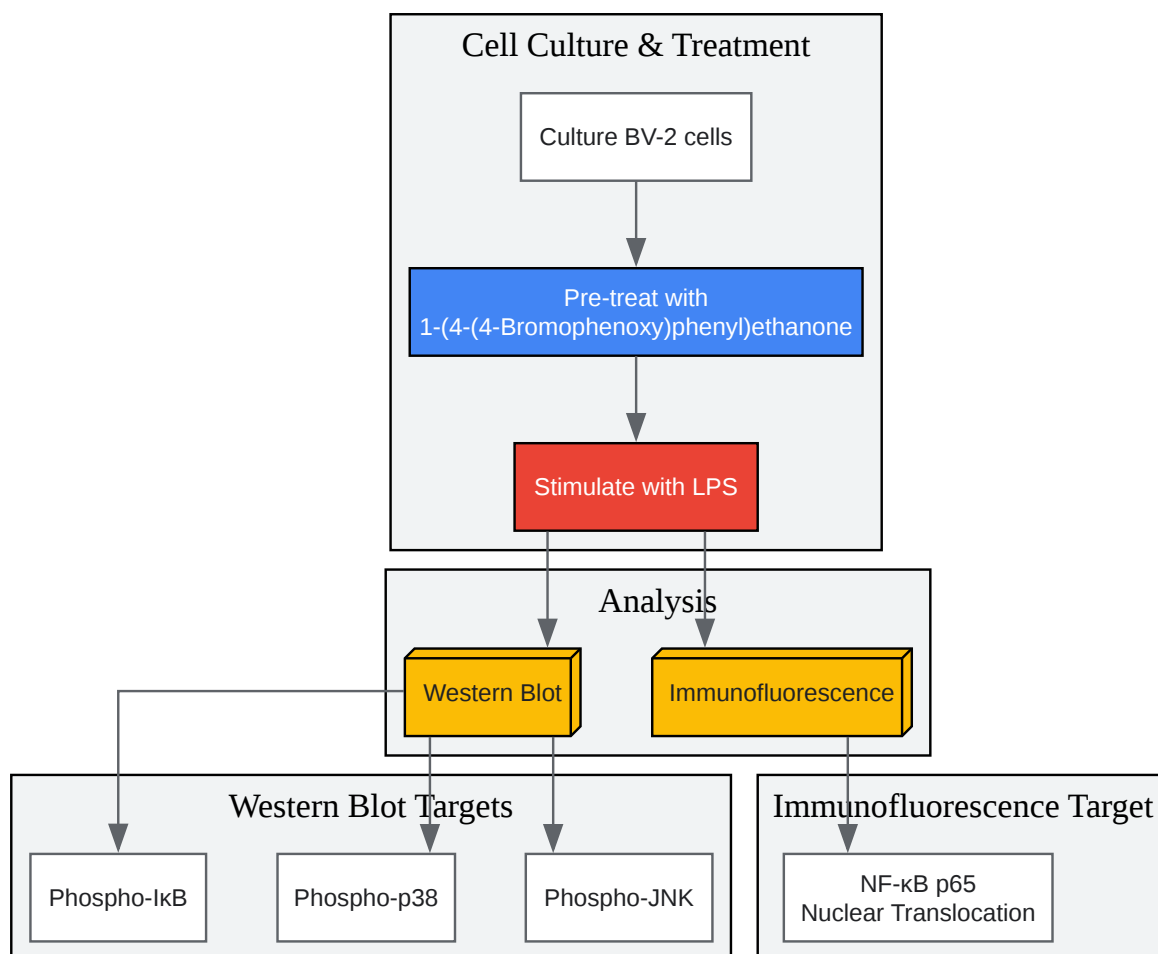 Cell Culture & Treatment
Culture BV-2 cells
Pre-treat with
1-(4-(4-Bromophenoxy)phenyl)ethanone
Stimulate with LPS
Analysis
Western Blot
Immunofluorescence
Western Blot Targets
Immunofluorescence Target
Phospho-IκB
Phospho-p38
Phospho-JNK
NF-κB p65
Nuclear Translocation